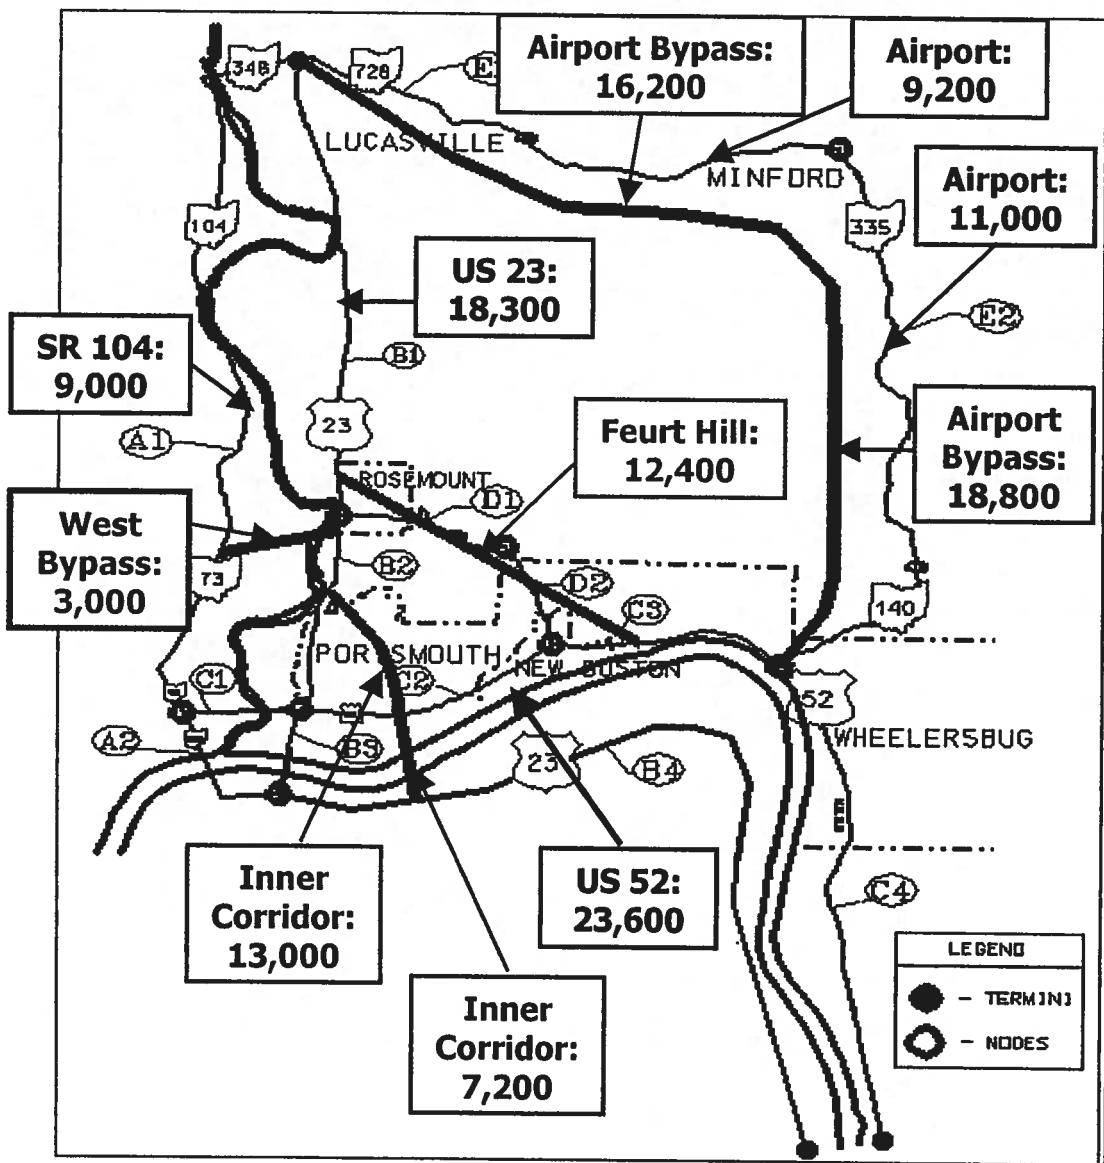 Airport Bypass:
16,200
Airport:
9,200
348
728
E
LUCASVILLE
MINFORD
Airport:
11,000
104
335
US 23:
18,300
E2
SR 104:
9,000
B1
23
A1
Feurt Hill:
12,400
Airport
Bypass:
18,800
ROSEMOUNT
D1
West
Bypass:
3,000
73
B2
D2
C3
140
PORTSMOUTH
NEW BOSTON
C1
C2
52
A2
B3
23
B4
WHEELERSBUG
Inner
Corridor:
13,000
US 52:
23,600
C4
Inner
Corridor:
7,200
LEGEND
- TERMINI
- NODES